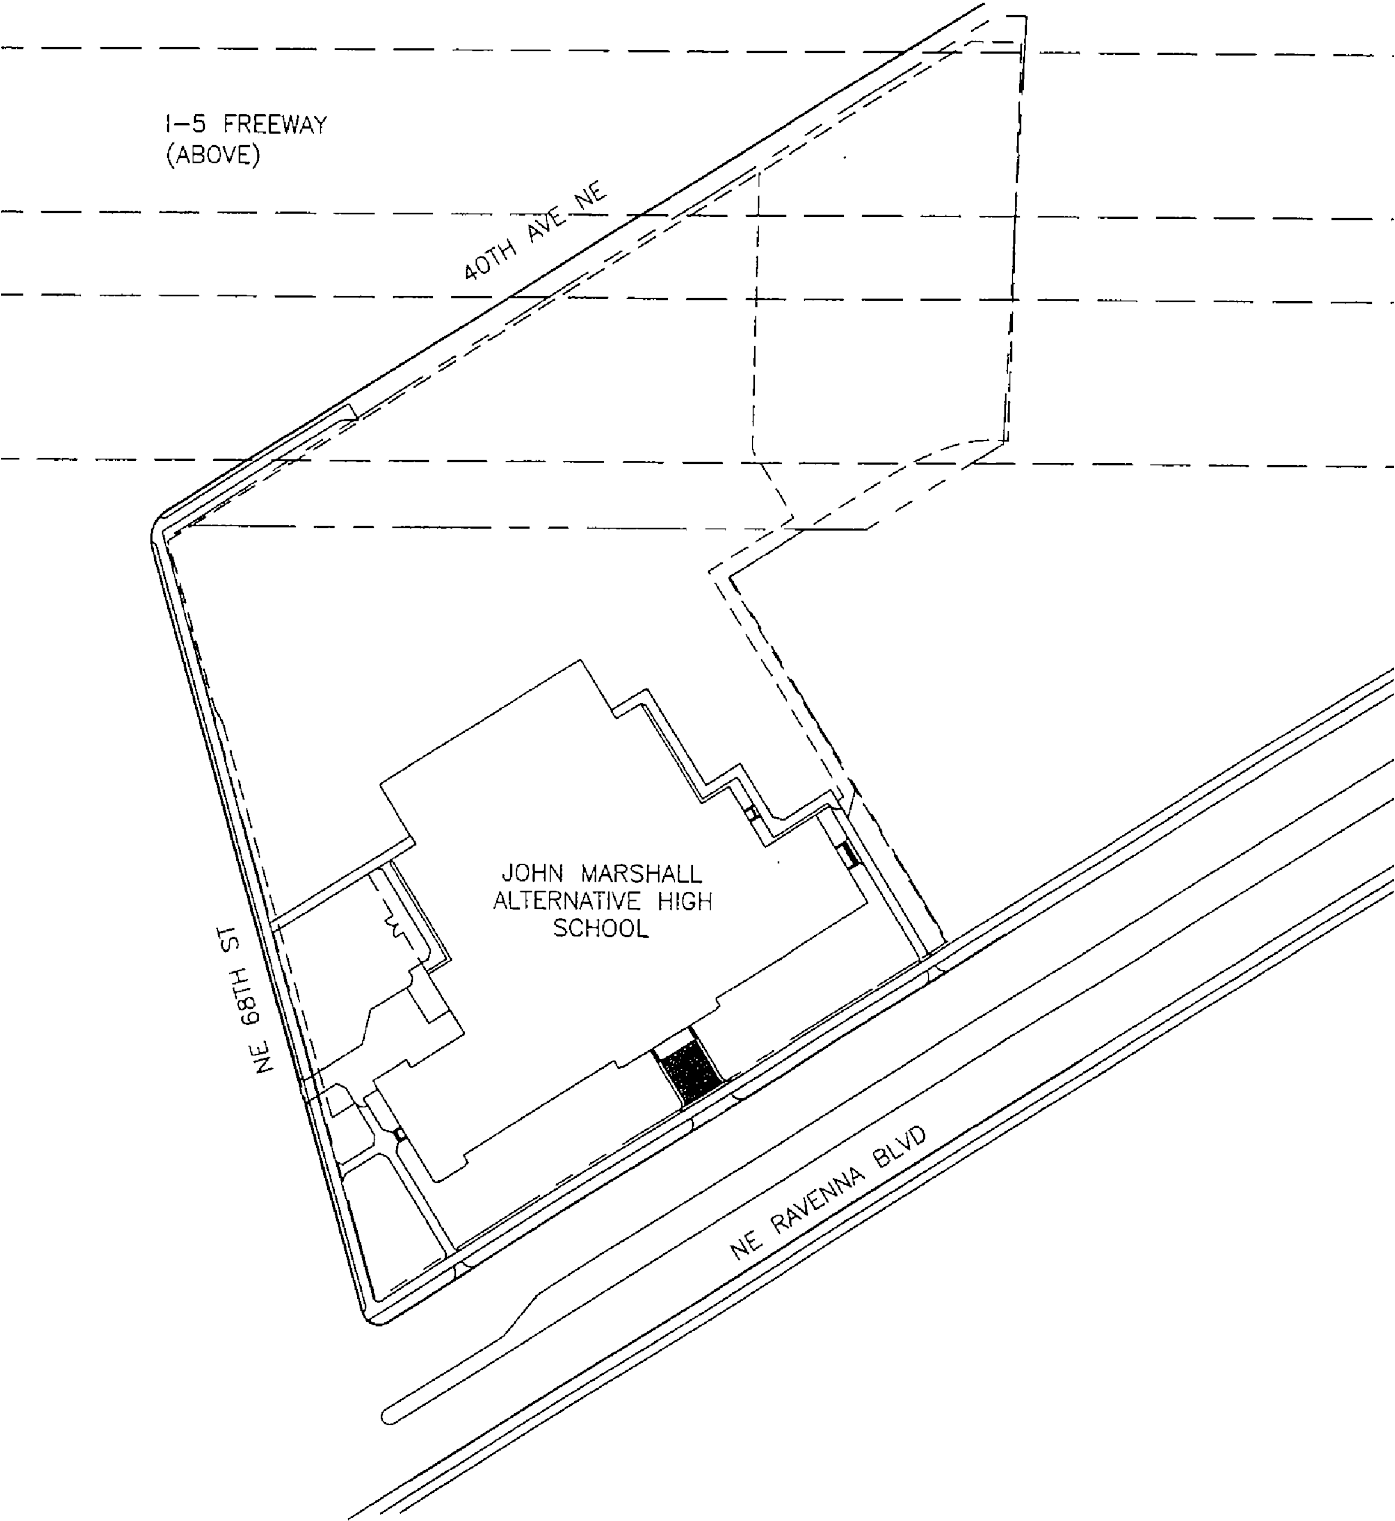 I-5 FREEWAY
(ABOVE)
40TH AVE NE
JOHN MARSHALL
ALTERNATIVE HIGH
SCHOOL
NE 68TH ST
NE RAVENNA BLVD